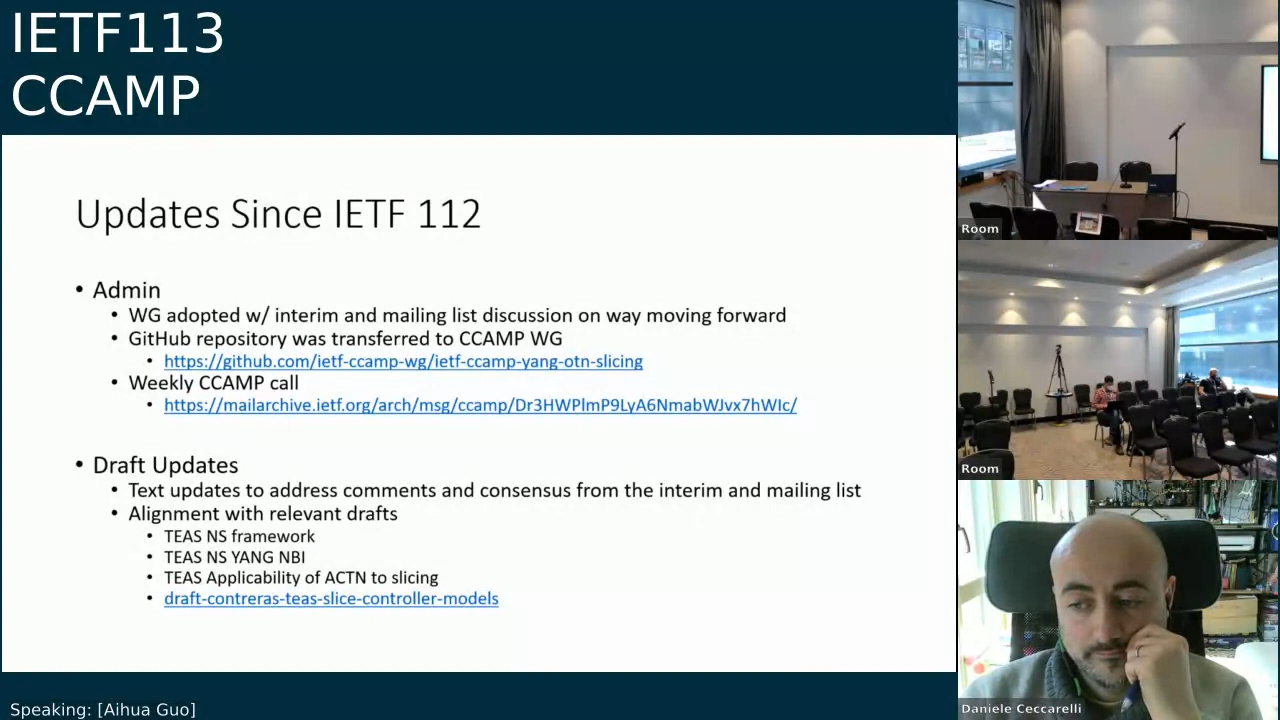 IETF113
CCAMP
Updates Since IETF 112
• Admin
• WG adopted w/ interim and mailing list discussion on way moving forward
• GitHub repository was transferred to CCAMP WG
• https://github.com/ietf-ccamp-wg/ietf-ccamp-yang-otn-slicing
• Weekly CCAMP call
• https://mailarchive.ietf.org/arch/msg/ccamp/Dr3HWPlmP9LyA6NmabWJvx7hWIc/
• Draft Updates
• Text updates to address comments and consensus from the interim and mailing list
• Alignment with relevant drafts
• TEAS NS framework
• TEAS NS YANG NBI
• TEAS Applicability of ACTN to slicing
• draft-contreras-teas-slice-controller-models
Speaking: [Aihua Guo]
Room
Room
Daniele Ceccarelli